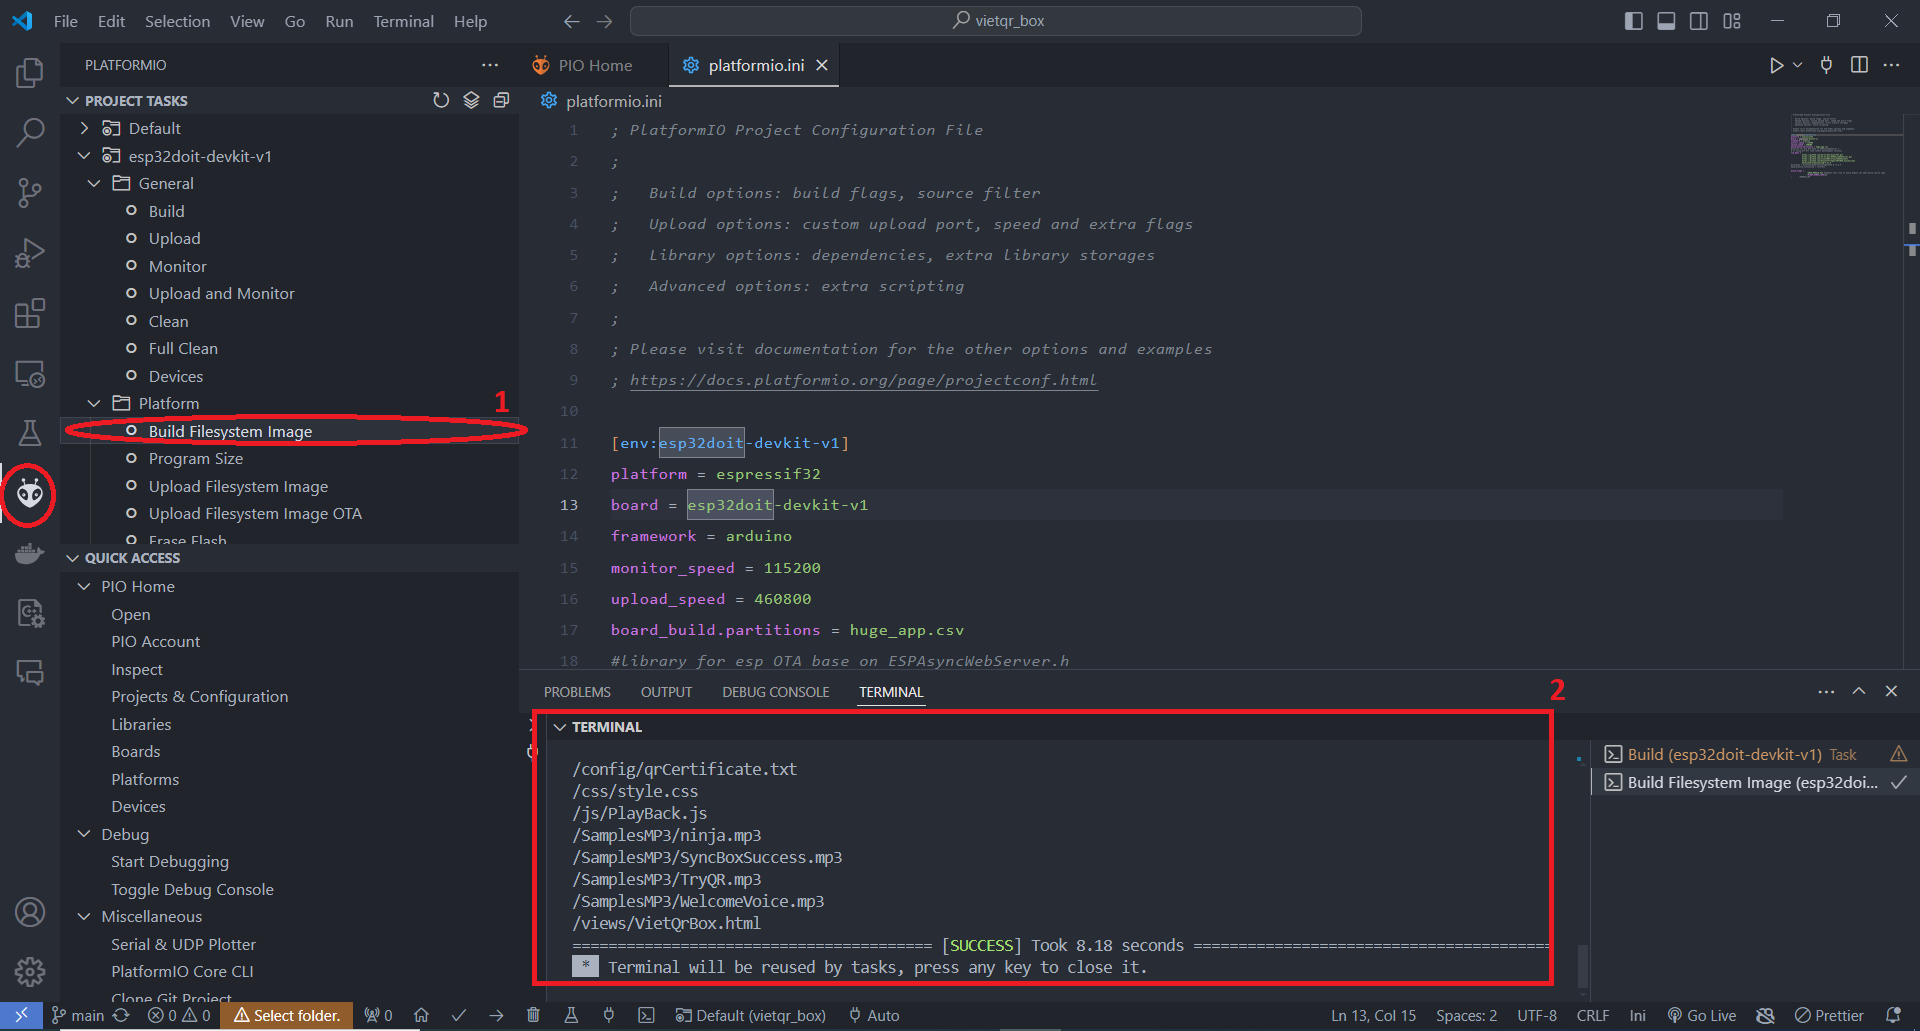 File Edit Selection View Go Run Terminal Help
vietqr_box
PLATFORMIO
PROJECT TASKS
Default
esp32doit-devkit-v1
General
Build
Upload
Monitor
Upload and Monitor
Clean
Full Clean
Devices
Platform
1
Build Filesystem Image
Program Size
Upload Filesystem Image
Upload Filesystem Image OTA
Erase Flash
QUICK ACCESS
PIO Home
Open
PIO Account
Inspect
Projects & Configuration
Libraries
Boards
Platforms
Devices
Debug
Start Debugging
Toggle Debug Console
Miscellaneous
Serial & UDP Plotter
PlatformIO Core CLI
Clone Git Project
PIO Home
platformio.ini
platformio.ini
1 ; PlatformIO Project Configuration File
2 ;
3 ;   Build options: build flags, source filter
4 ;   Upload options: custom upload port, speed and extra flags
5 ;   Library options: dependencies, extra library storages
6 ;   Advanced options: extra scripting
7 ;
8 ; Please visit documentation for the other options and examples
9 ; https://docs.platformio.org/page/projectconf.html
10
11 [env:esp32doit-devkit-v1]
12 platform = espressif32
13 board = esp32doit-devkit-v1
14 framework = arduino
15 monitor_speed = 115200
16 upload_speed = 460800
17 board_build.partitions = huge_app.csv
18 #library for esp OTA base on ESPAsyncWebServer.h
PROBLEMS OUTPUT DEBUG CONSOLE TERMINAL
2
TERMINAL
/config/qrCertificate.txt
/css/style.css
/js/PlayBack.js
/SamplesMP3/ninja.mp3
/SamplesMP3/SyncBoxSuccess.mp3
/SamplesMP3/TryQR.mp3
/SamplesMP3/WelcomeVoice.mp3
/views/VietQrBox.html
======================================== [SUCCESS] Took 8.18 seconds ========================================
* Terminal will be reused by tasks, press any key to close it.
Build (esp32doit-devkit-v1) Task
Build Filesystem Image (esp32doi...
main 0 0 Select folder. 0 Default (vietqr_box) Auto Ln 13, Col 15 Spaces: 2 UTF-8 CRLF Ini Go Live Prettier